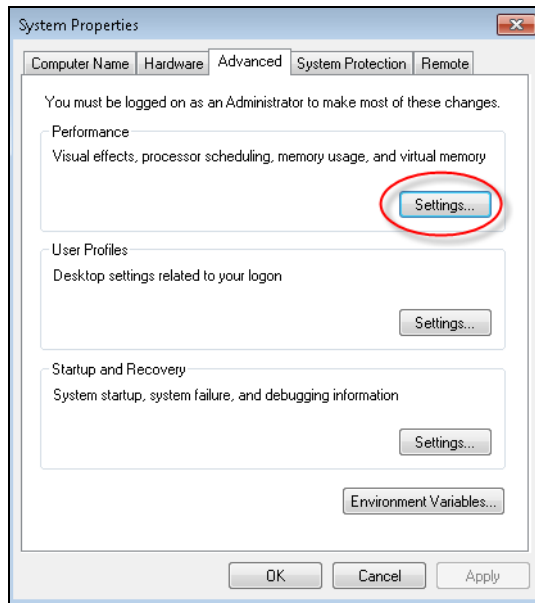 System Properties
Computer Name Hardware Advanced System Protection Remote
You must be logged on as an Administrator to make most of these changes.
Performance
Visual effects, processor scheduling, memory usage, and virtual memory
Settings...
User Profiles
Desktop settings related to your logon
Settings...
Startup and Recovery
System startup, system failure, and debugging information
Settings...
Environment Variables...
OK Cancel Apply